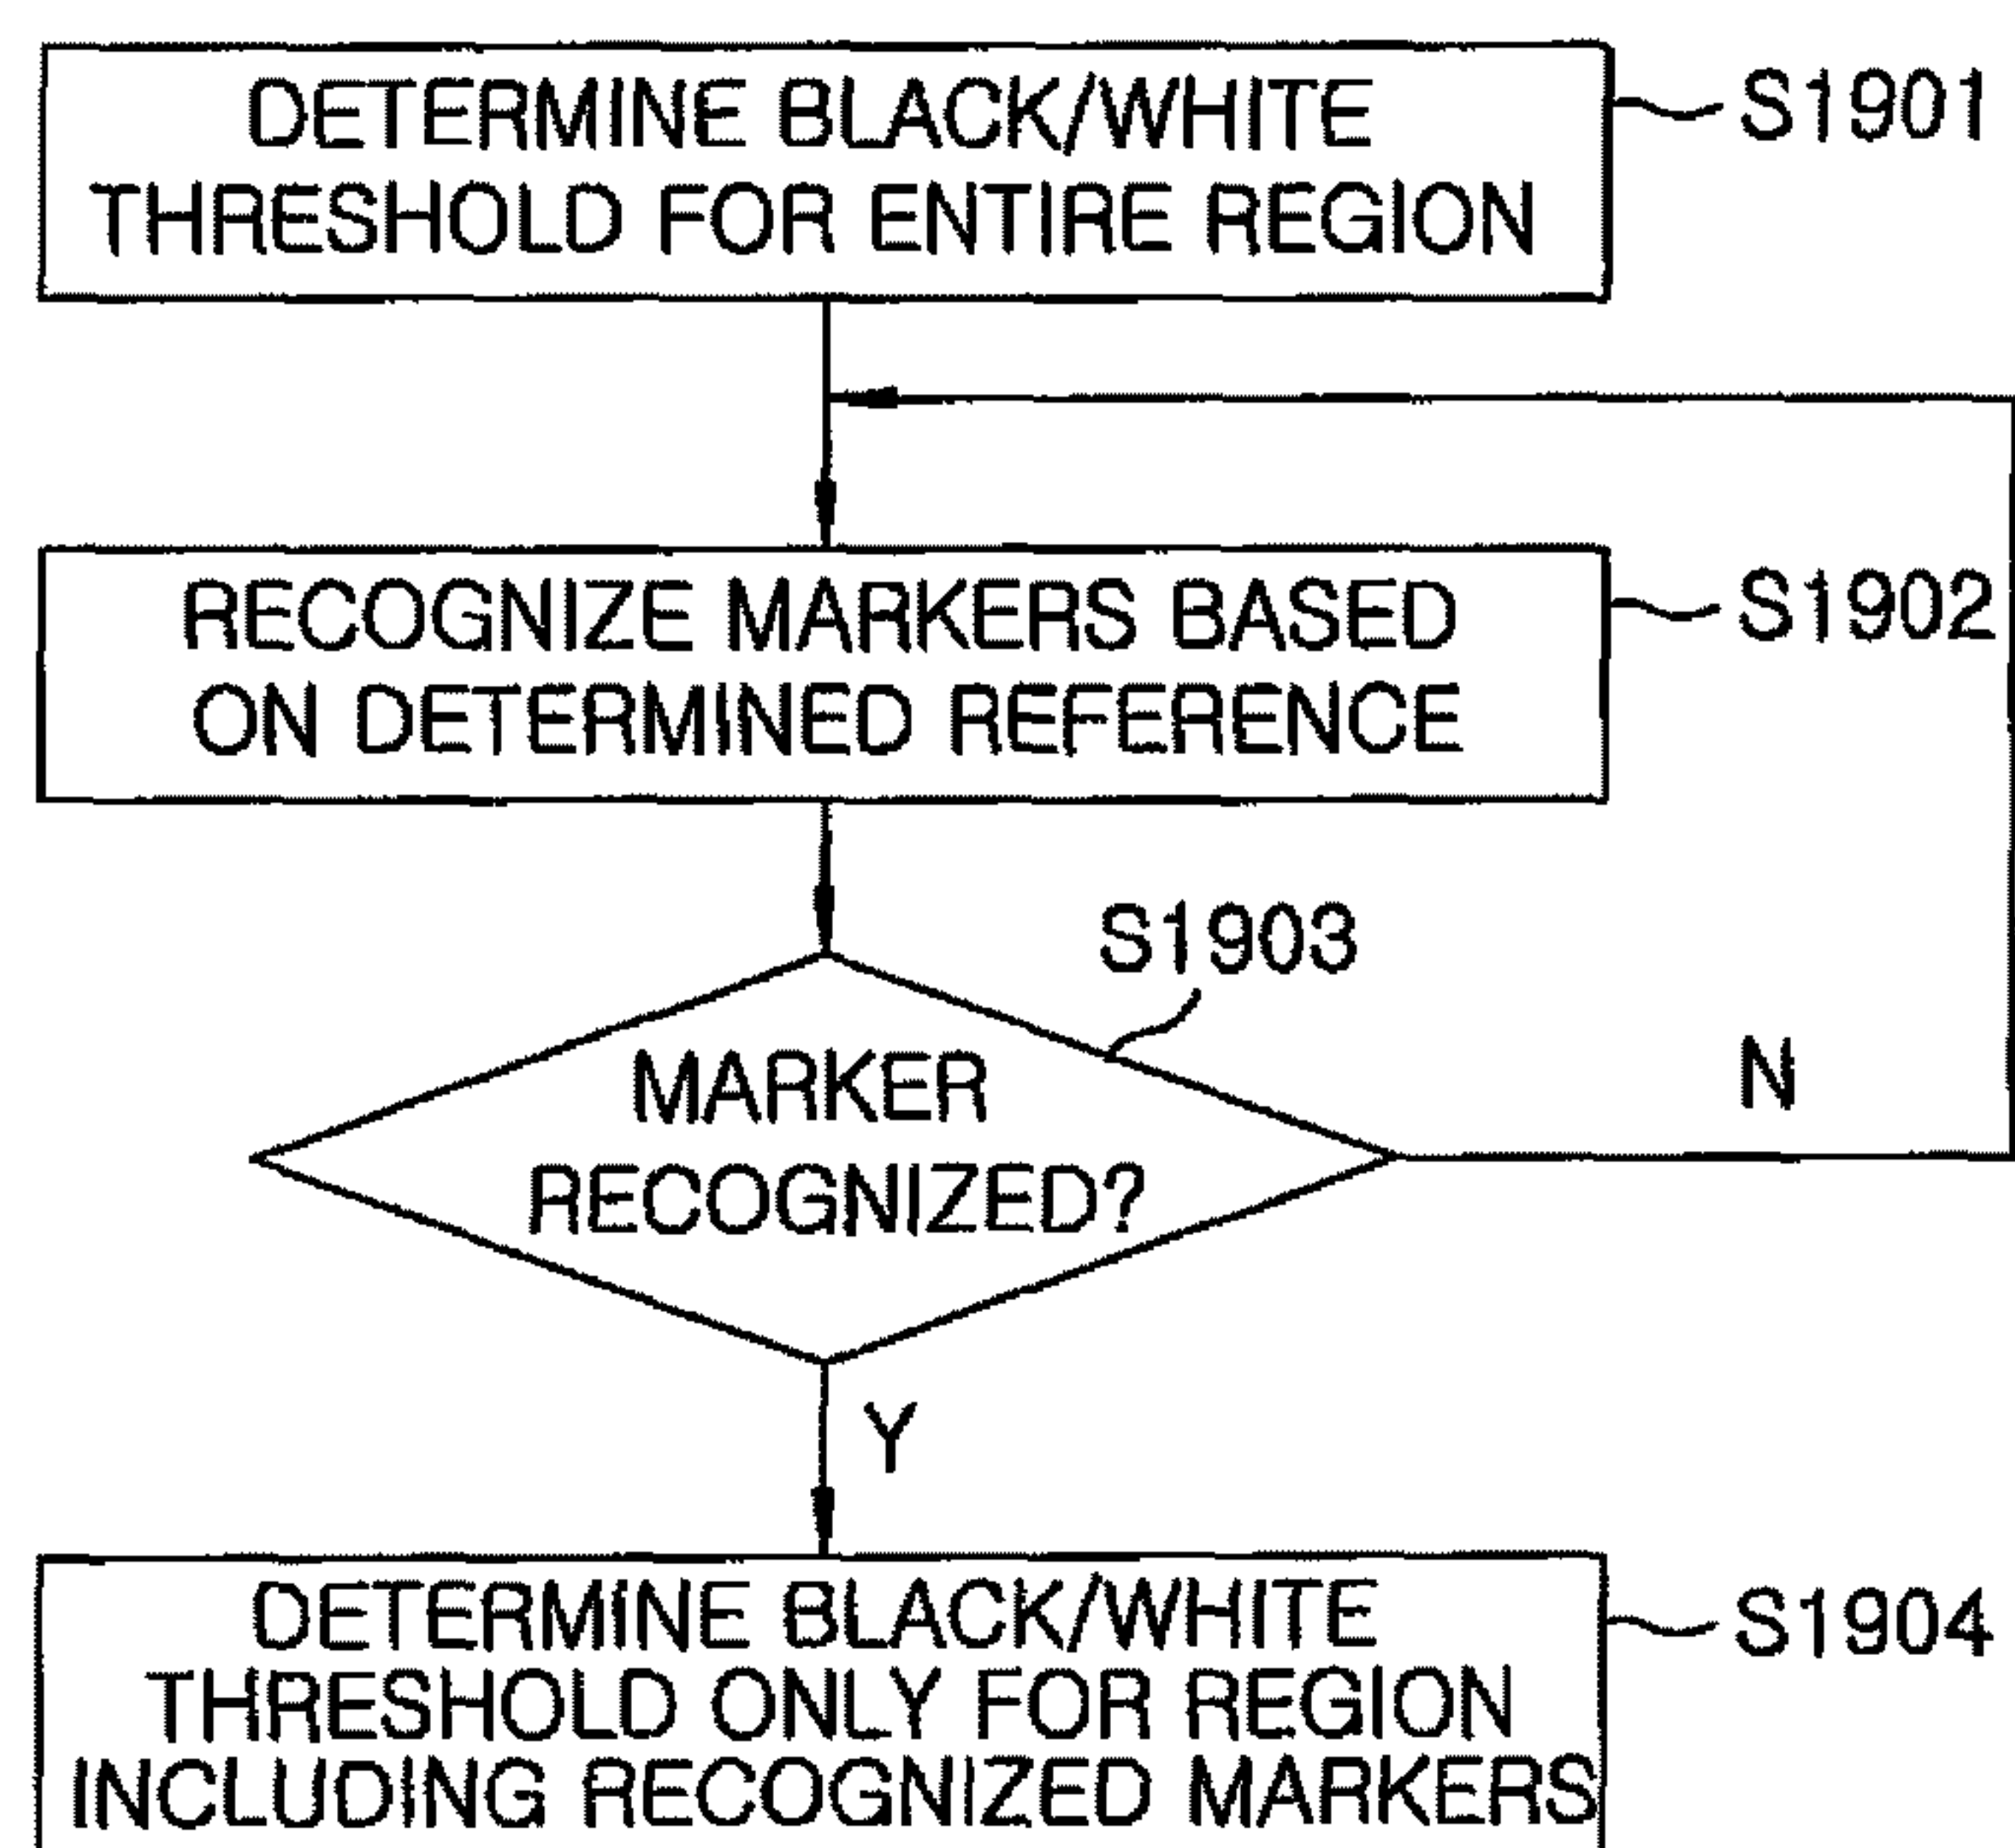 DETERMINE BLACK/WHITE
THRESHOLD FOR ENTIRE REGION
S1901
RECOGNIZE MARKERS BASED
ON DETERMINED REFERENCE
S1902
S1903
MARKER
RECOGNIZED?
N
Y
DETERMINE BLACK/WHITE
THRESHOLD ONLY FOR REGION
INCLUDING RECOGNIZED MARKERS
S1904